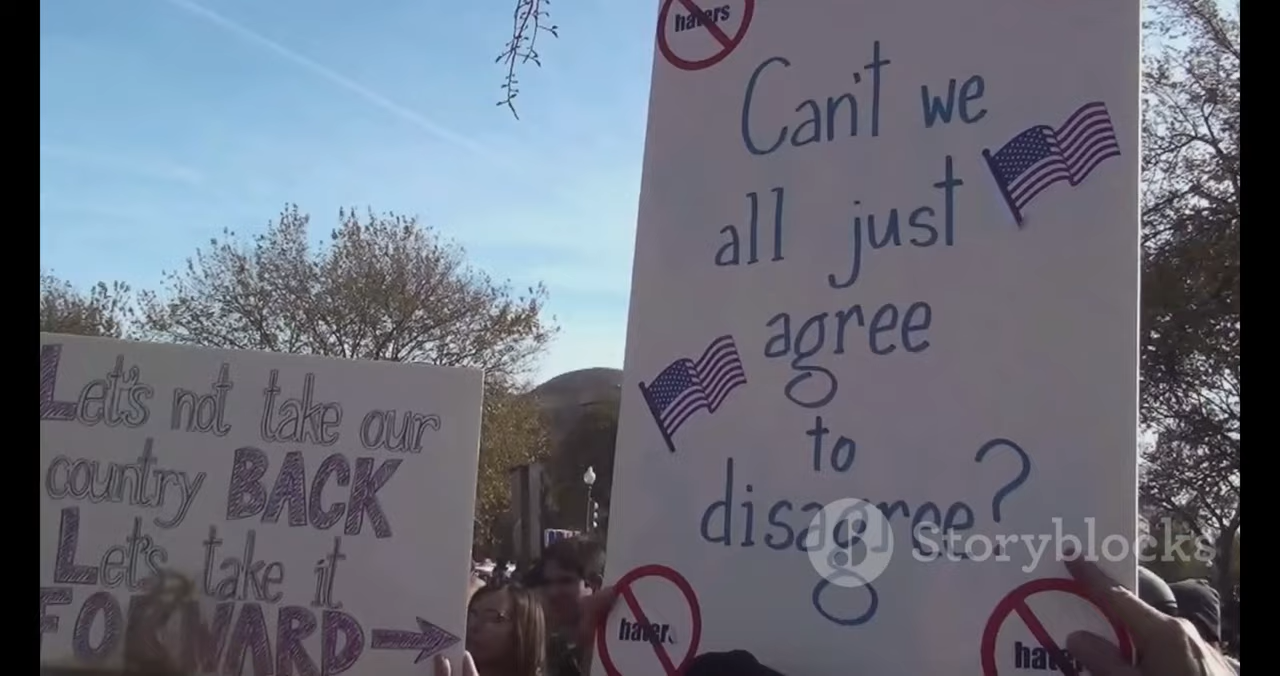 haters
Can't we
all just
agree
to
disagree?
haters
haters
Let's not take our
country BACK
Let's take it
FORWARD
Storyblocks